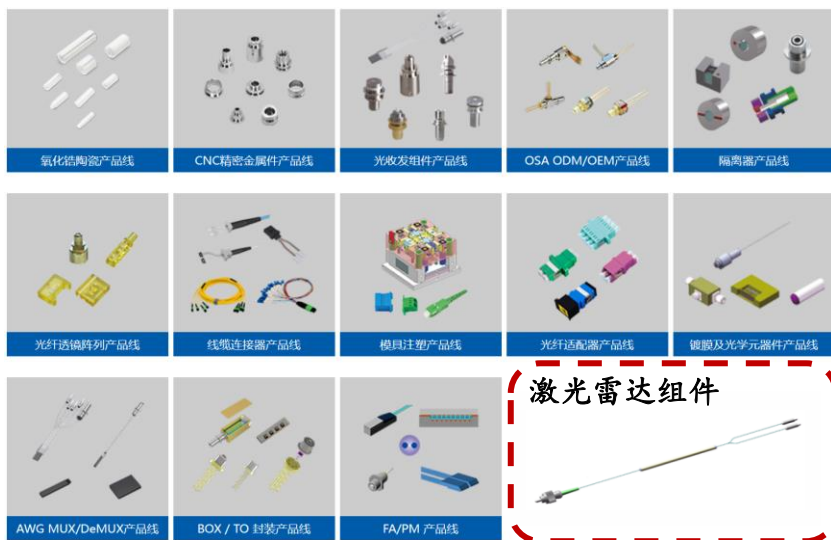 氧化锆陶瓷产品线
CNC精密金属件产品线
光收发组件产品线
OSA ODM/OEM产品线
隔离器产品线
光纤透镜阵列产品线
线缆连接器产品线
模具注塑产品线
光纤适配器产品线
镀膜及光学元器件产品线
激光雷达组件
AWG MUX/DeMUX产品线
BOX / TO 封装产品线
FA/PM 产品线